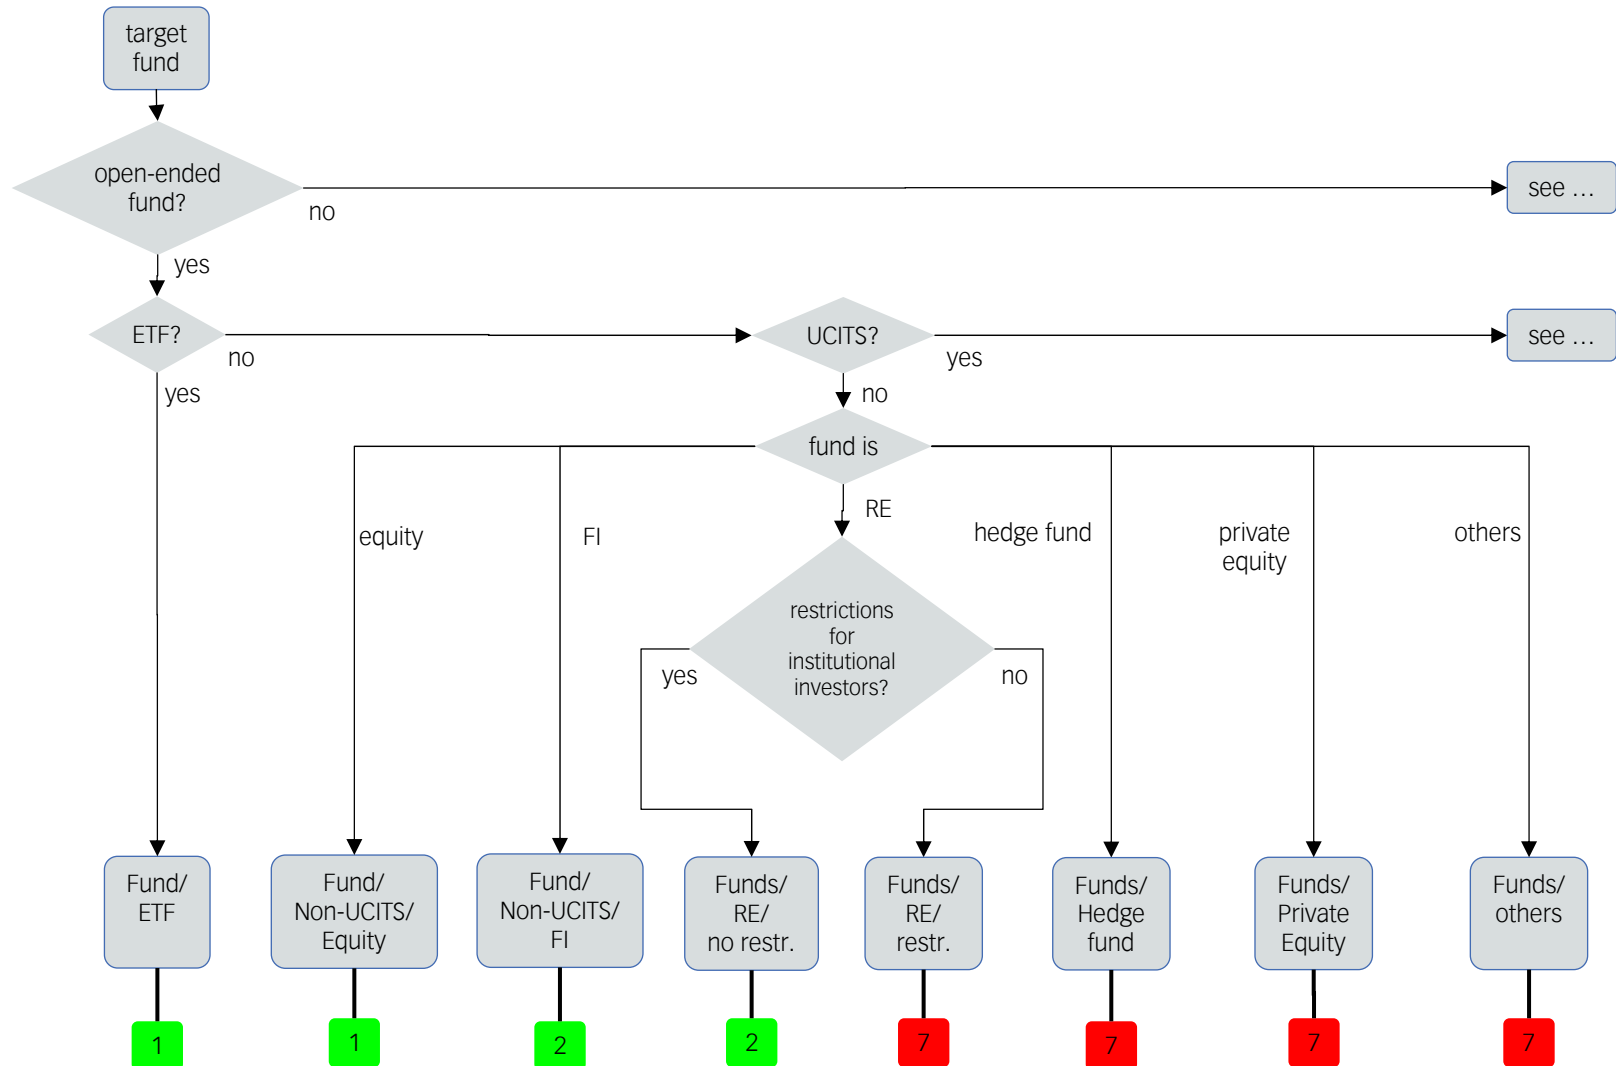 target
fund
open-ended
fund?
no
see ...
yes
ETF?
no
UCITS?
yes
see ...
yes
no
fund is
RE
equity
FI
hedge fund
private
equity
others
restrictions
for
institutional
investors?
yes
no
Fund/
ETF
Fund/
Non-UCITS/
Equity
Fund/
Non-UCITS/
FI
Funds/
RE/
no restr.
Funds/
RE/
restr.
Funds/
Hedge
fund
Funds/
Private
Equity
Funds/
others
1
1
2
2
7
7
7
7